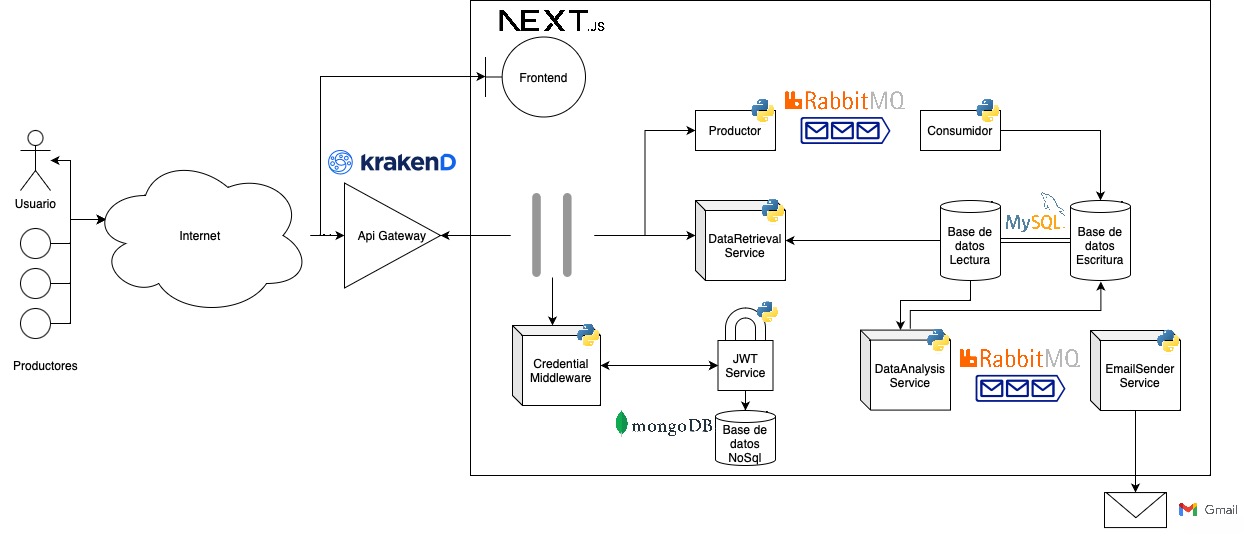 NEXT.JS
Frontend
RabbitMQ
Productor
Consumidor
krakenD
Usuario
Internet
Api Gateway
DataRetrieval
Service
Base de
datos
Lectura
MySQL
Base de
datos
Escritura
Productores
Credential
Middleware
JWT
Service
mongoDB
Base de
datos
NoSql
DataAnalysis
Service
RabbitMQ
EmailSender
Service
Gmail